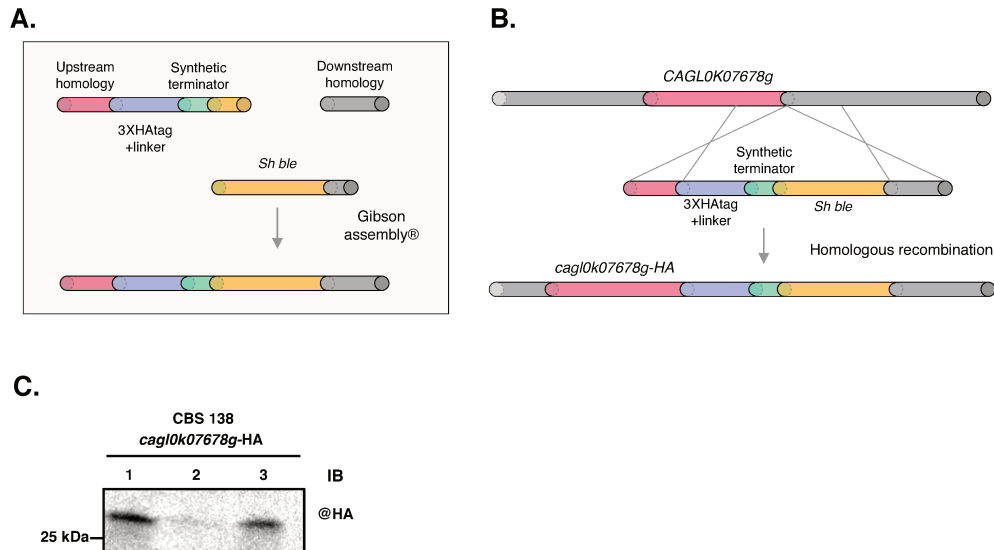 A.
Upstream
homology
Synthetic
terminator
Downstream
homology
3XHAtag
+linker
Sh ble
Gibson
assembly®
B.
CAGL0K07678g
Synthetic
terminator
3XHAtag
+linker
Sh ble
Homologous recombination
cagl0k07678g-HA
C.
CBS 138
cagl0k07678g-HA
1 2 3 IB
@HA
25 kDa